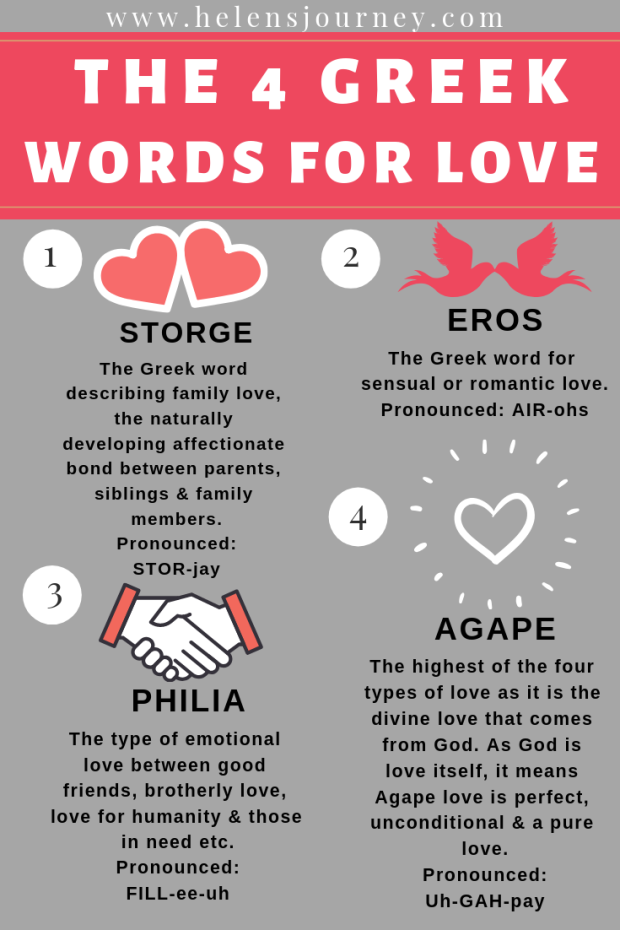 www.helensjourney.com
THE 4 GREEK
WORDS FOR LOVE
1
STORGE
The Greek word
describing family love,
the naturally
developing affectionate
bond between parents,
siblings & family
members.
Pronounced:
STOR-jay
2
EROS
The Greek word for
sensual or romantic love.
Pronounced: AIR-ohs
3
PHILIA
The type of emotional
love between good
friends, brotherly love,
love for humanity & those
in need etc.
Pronounced:
FILL-ee-uh
4
AGAPE
The highest of the four
types of love as it is the
divine love that comes
from God. As God is
love itself, it means
Agape love is perfect,
unconditional & a pure
love.
Pronounced:
Uh-GAH-pay